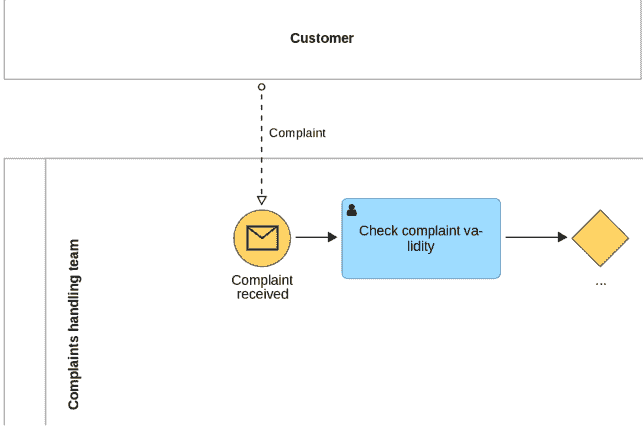 Customer
Complaint
Check complaint va-
lidity
Complaint
received
...
Complaints handling team